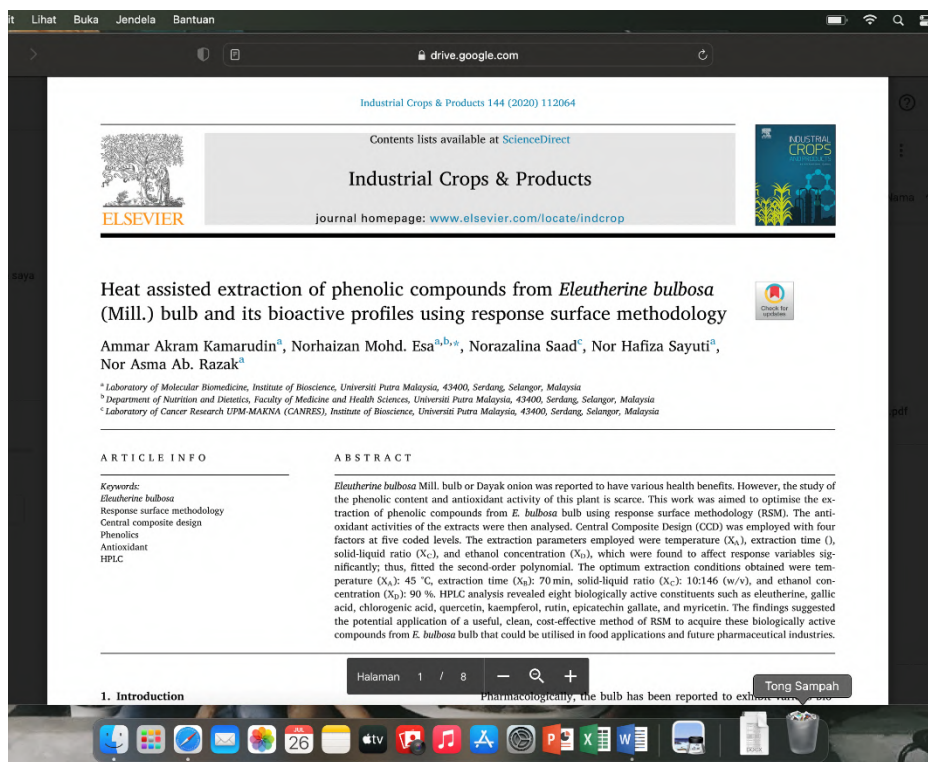 it Lihat Buka Jendela Bantuan
drive.google.com
Industrial Crops & Products 144 (2020) 112064
Contents lists available at ScienceDirect
Industrial Crops & Products
journal homepage: www.elsevier.com/locate/indcrop
ELSEVIER
INDUSTRIAL
CROPS
AND PRODUCTS
Heat assisted extraction of phenolic compounds from Eleutherine bulbosa
(Mill.) bulb and its bioactive profiles using response surface methodology
Check for
updates
Ammar Akram Kamarudin a, Norhaizan Mohd. Esa a,b,*, Norazalina Saad c, Nor Hafiza Sayuti a,
Nor Asma Ab. Razak a
a Laboratory of Molecular Biomedicine, Institute of Bioscience, Universiti Putra Malaysia, 43400, Serdang, Selangor, Malaysia
b Department of Nutrition and Dietetics, Faculty of Medicine and Health Sciences, Universiti Putra Malaysia, 43400, Serdang, Selangor, Malaysia
c Laboratory of Cancer Research UPM-MAKNA (CANRES), Institute of Bioscience, Universiti Putra Malaysia, 43400, Serdang, Selangor, Malaysia
ARTICLE INFO
Keywords:
Eleutherine bulbosa
Response surface methodology
Central composite design
Phenolics
Antioxidant
HPLC
ABSTRACT
Eleutherine bulbosa Mill. bulb or Dayak onion was reported to have various health benefits. However, the study of
the phenolic content and antioxidant activity of this plant is scarce. This work was aimed to optimise the ex-
traction of phenolic compounds from E. bulbosa bulb using response surface methodology (RSM). The anti-
oxidant activities of the extracts were then analysed. Central Composite Design (CCD) was employed with four
factors at five coded levels. The extraction parameters employed were temperature (XA), extraction time (),
solid-liquid ratio (XC), and ethanol concentration (XD), which were found to affect response variables sig-
nificantly; thus, fitted the second-order polynomial. The optimum extraction conditions obtained were tem-
perature (XA): 45 °C, extraction time (XB): 70 min, solid-liquid ratio (XC): 10:146 (w/v), and ethanol con-
centration (XD): 90 %. HPLC analysis revealed eight biologically active constituents such as eleutherine, gallic
acid, chlorogenic acid, quercetin, kaempferol, rutin, epicatechin gallate, and myricetin. The findings suggested
the potential application of a useful, clean, cost-effective method of RSM to acquire these biologically active
compounds from E. bulbosa bulb that could be utilised in food applications and future pharmaceutical industries.
saya
lama
.pdf
Halaman 1 / 8
1. Introduction
Pharmacologically, the bulb has been reported to
Tong Sampah
JUL
26
tv
P
X
W
DOCX